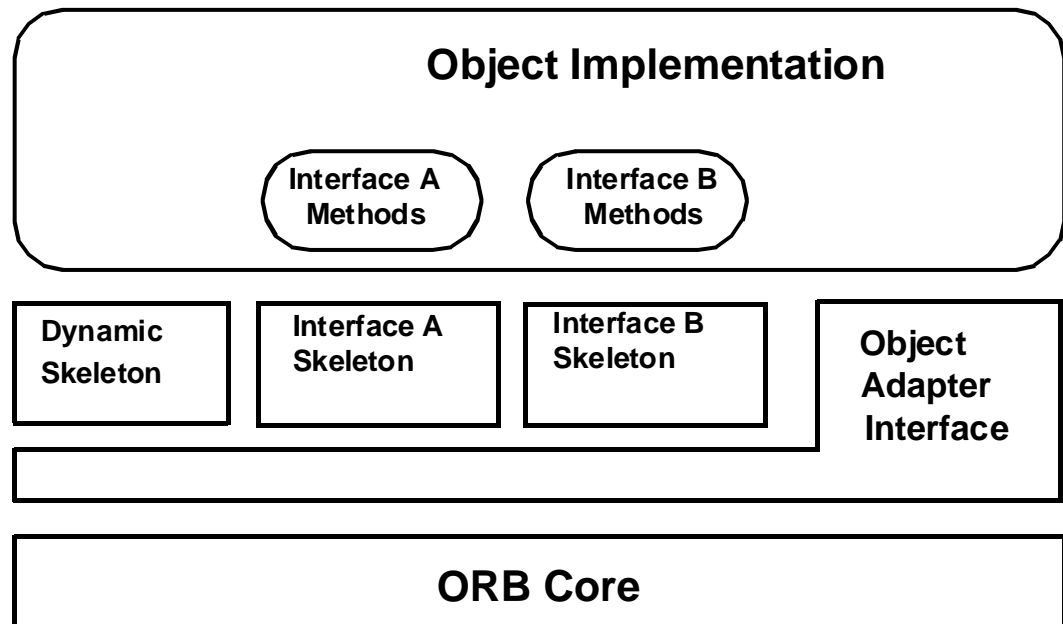 Object Implementation
Interface A
Methods
Interface B
Methods
Dynamic
Skeleton
Interface A
Skeleton
Interface B
Skeleton
Object
Adapter
Interface
ORB Core